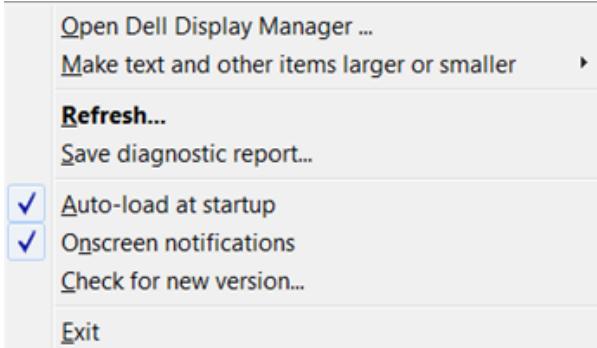 Open Dell Display Manager ...
Make text and other items larger or smaller
Refresh...
Save diagnostic report...
Auto-load at startup
Onscreen notifications
Check for new version...
Exit